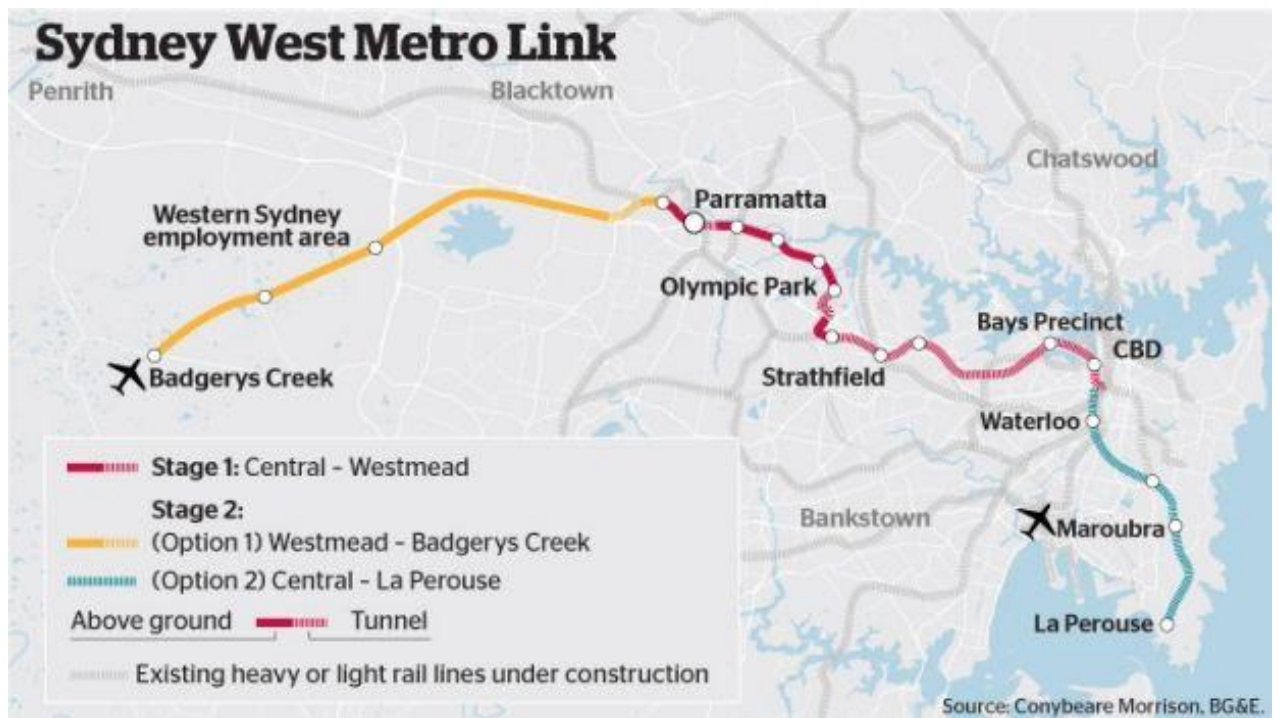 Sydney West Metro Link
Penrith
Blacktown
Chatswood
Parramatta
Western Sydney
employment area
Olympic Park
Bays Precinct
CBD
Badgerys Creek
Strathfield
Waterloo
Stage 1: Central - Westmead
Stage 2:
(Option 1) Westmead - Badgerys Creek
(Option 2) Central - La Perouse
Above ground Tunnel
Existing heavy or light rail lines under construction
Bankstown
Maroubra
La Perouse
Source: Conybeare Morrison, BG&E.